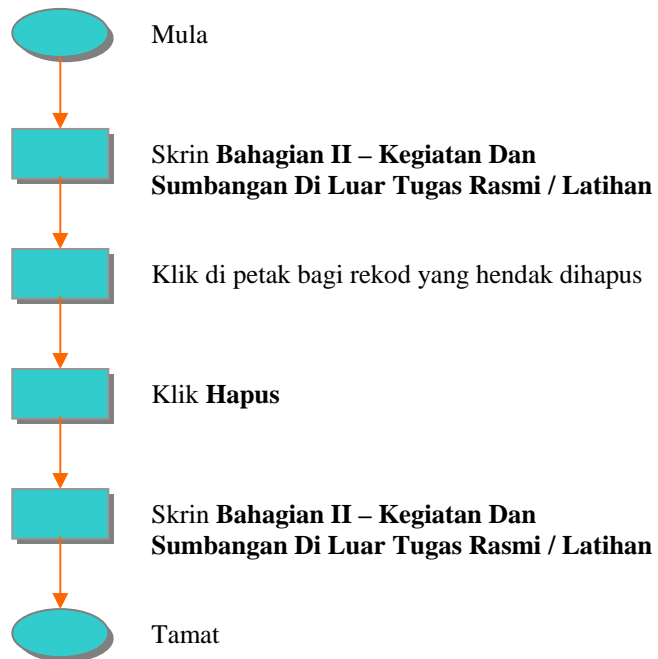 Mula
Skrin Bahagian II – Kegiatan Dan
Sumbangan Di Luar Tugas Rasmi / Latihan
Klik di petak bagi rekod yang hendak dihapus
Klik Hapus
Skrin Bahagian II – Kegiatan Dan
Sumbangan Di Luar Tugas Rasmi / Latihan
Tamat